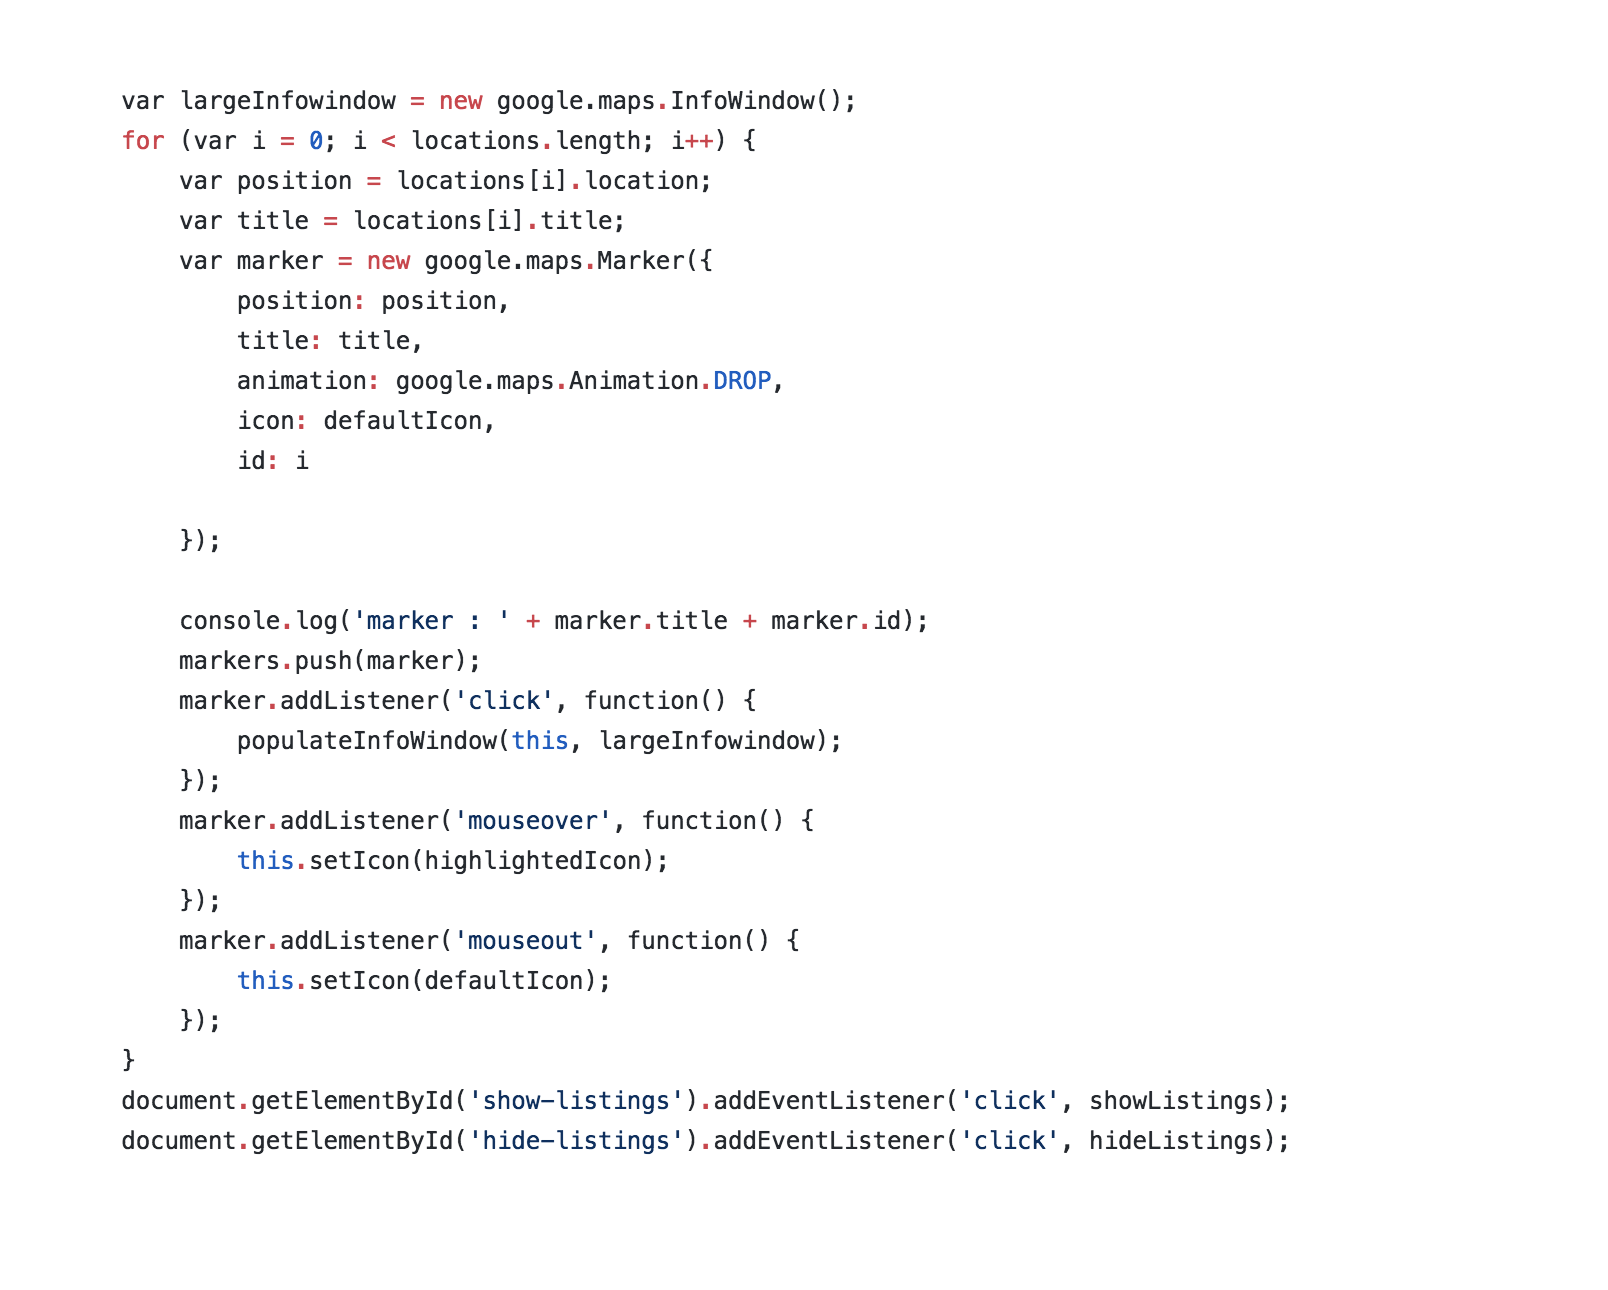 var largeInfowindow = new google.maps.InfoWindow();
for (var i = 0; i < locations.length; i++) {
    var position = locations[i].location;
    var title = locations[i].title;
    var marker = new google.maps.Marker({
        position: position,
        title: title,
        animation: google.maps.Animation.DROP,
        icon: defaultIcon,
        id: i

    });

    console.log('marker : ' + marker.title + marker.id);
    markers.push(marker);
    marker.addListener('click', function() {
        populateInfoWindow(this, largeInfowindow);
    });
    marker.addListener('mouseover', function() {
        this.setIcon(highlightedIcon);
    });
    marker.addListener('mouseout', function() {
        this.setIcon(defaultIcon);
    });
}
document.getElementById('show-listings').addEventListener('click', showListings);
document.getElementById('hide-listings').addEventListener('click', hideListings);